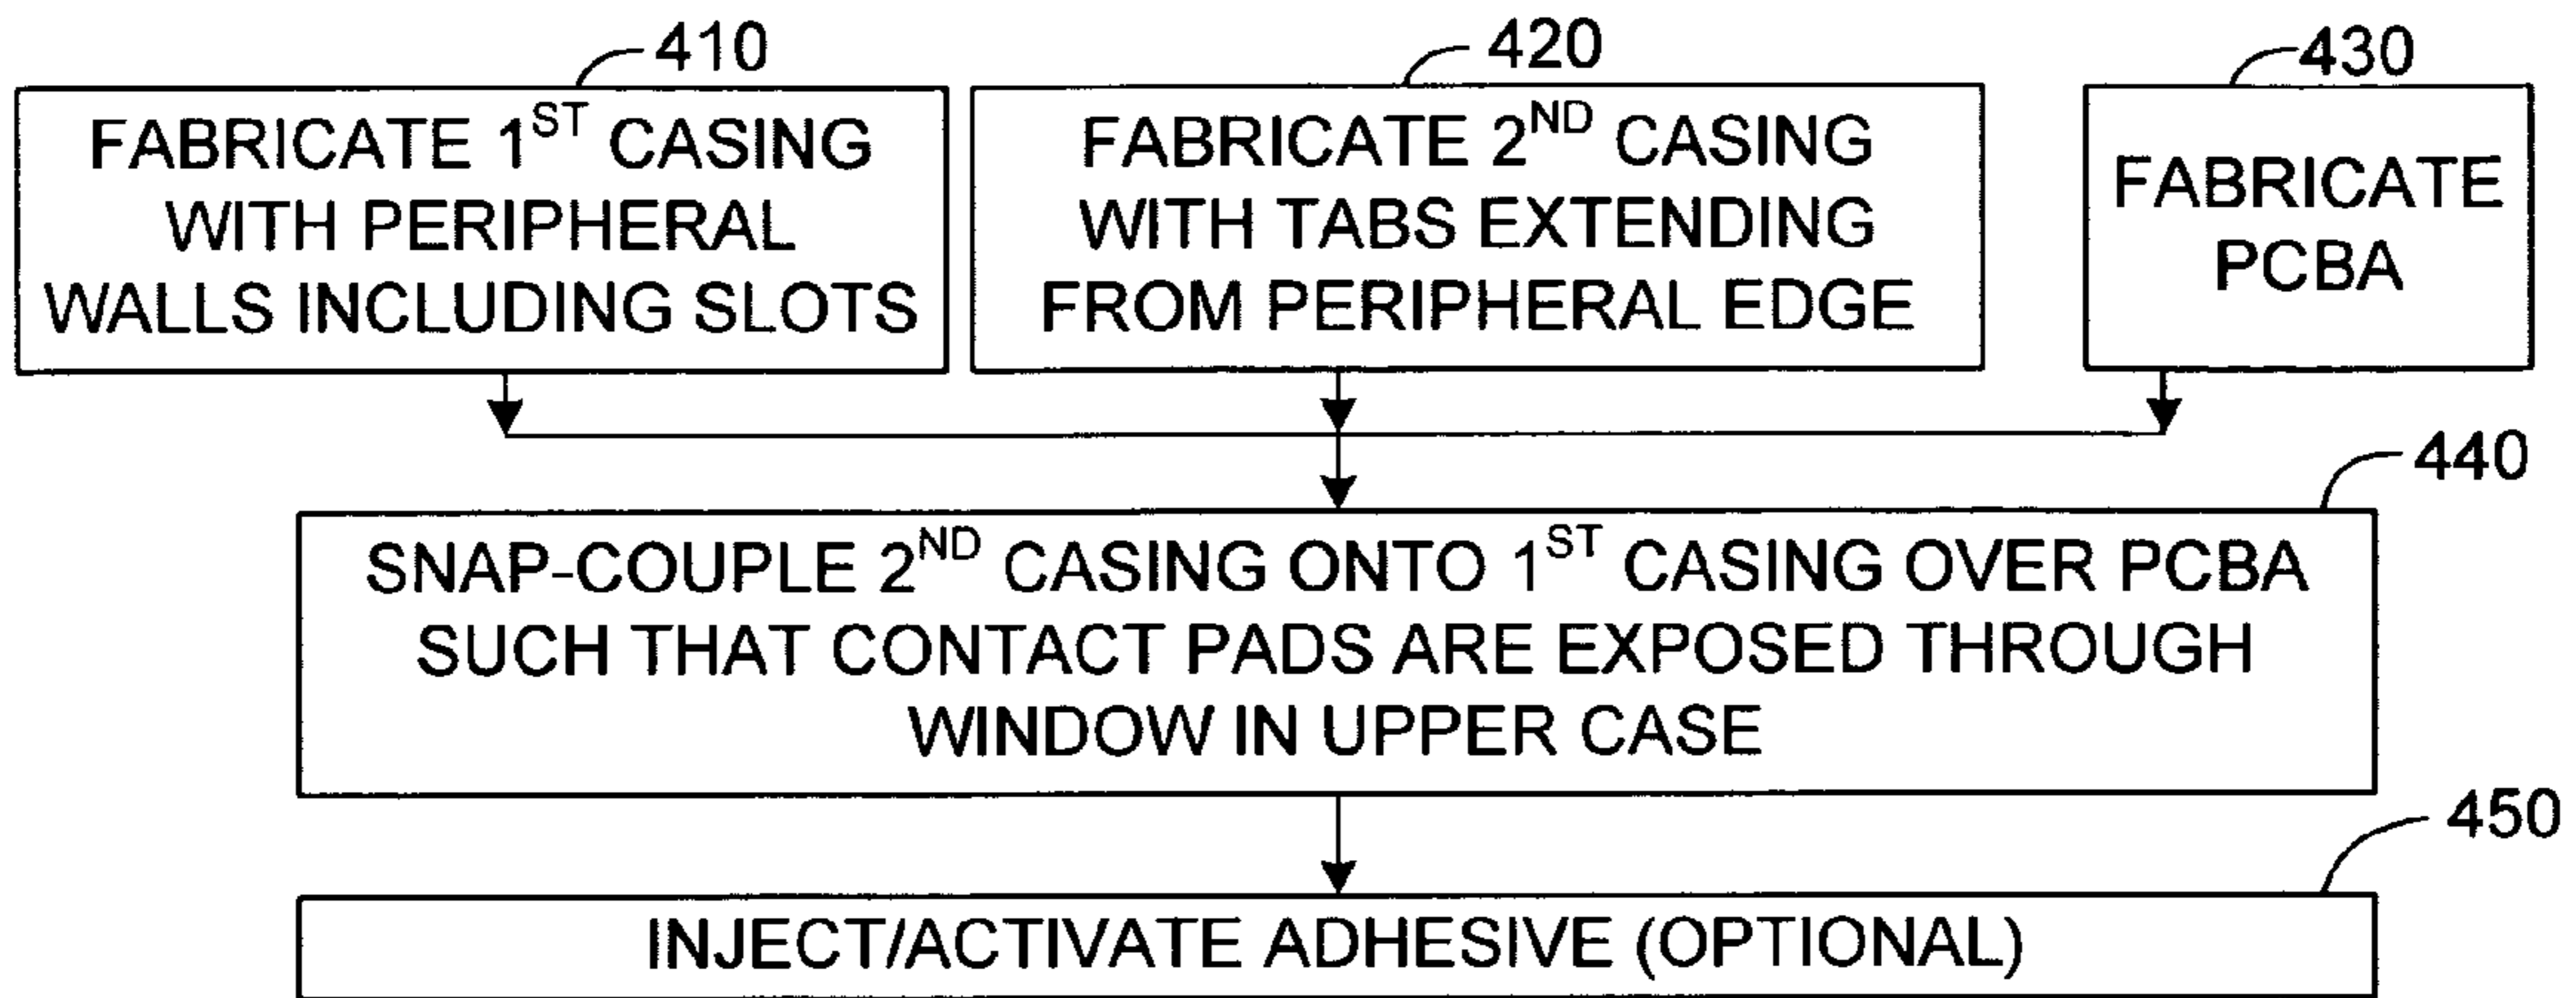 410
FABRICATE 1ST CASING
WITH PERIPHERAL
WALLS INCLUDING SLOTS
420
FABRICATE 2ND CASING
WITH TABS EXTENDING
FROM PERIPHERAL EDGE
430
FABRICATE
PCBA
440
SNAP-COUPLE 2ND CASING ONTO 1ST CASING OVER PCBA
SUCH THAT CONTACT PADS ARE EXPOSED THROUGH
WINDOW IN UPPER CASE
450
INJECT/ACTIVATE ADHESIVE (OPTIONAL)